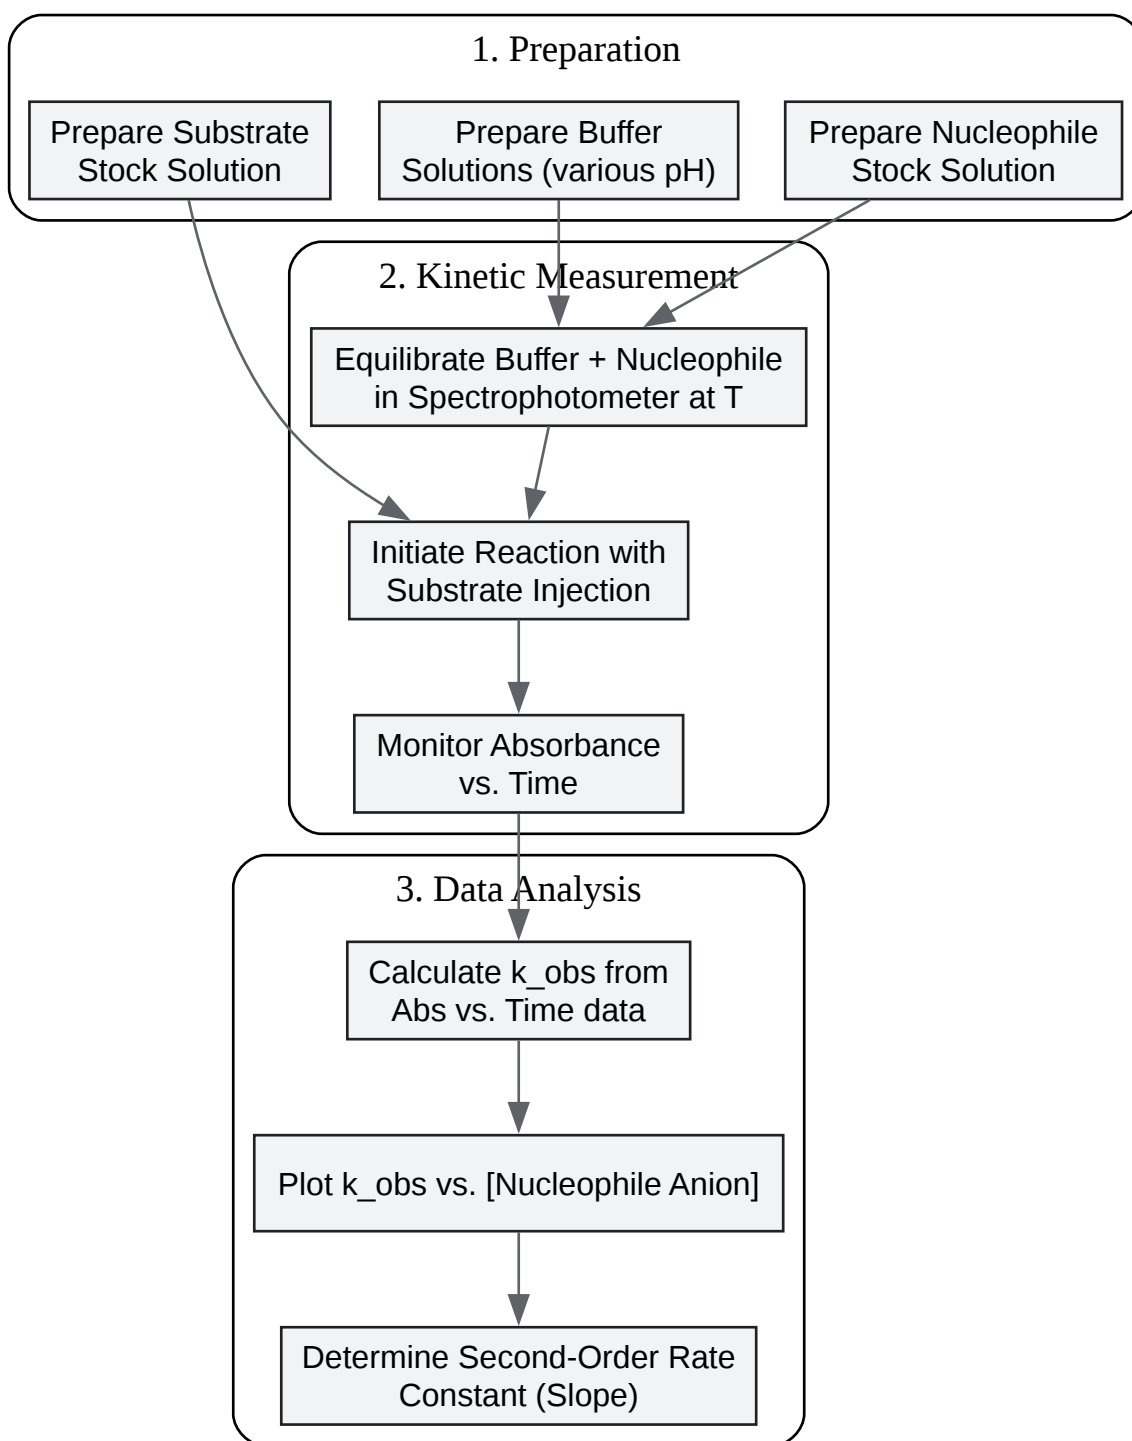 1. Preparation
Prepare Substrate
Stock Solution
Prepare Buffer
Solutions (various pH)
Prepare Nucleophile
Stock Solution
2. Kinetic Measurement
Equilibrate Buffer + Nucleophile
in Spectrophotometer at T
Initiate Reaction with
Substrate Injection
Monitor Absorbance
vs. Time
3. Data Analysis
Calculate k_obs from
Abs vs. Time data
Plot k_obs vs. [Nucleophile Anion]
Determine Second-Order Rate
Constant (Slope)